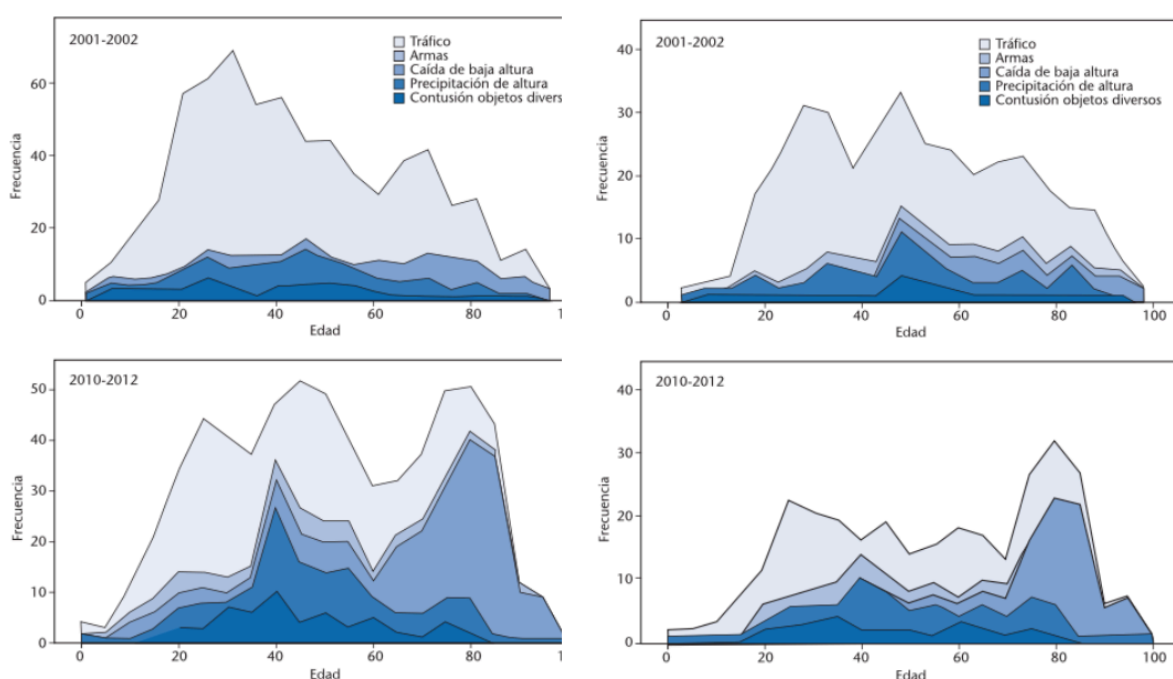 2001-2002
Tráfico
Armas
Caída de baja altura
Precipitación de altura
Contusión objetos divers
60
40
20
0
Frecuencia
0 20 40 60 80 1
Edad
2001-2002
Tráfico
Armas
Caída de baja altura
Precipitación de altura
Contusión objetos diversos
40
30
20
10
0
Frecuencia
0 20 40 60 80 100
Edad
2010-2012
50
40
30
20
10
0
Frecuencia
0 20 40 60 80 1
Edad
2010-2012
40
30
20
10
0
Frecuencia
0 20 40 60 80 100
Edad